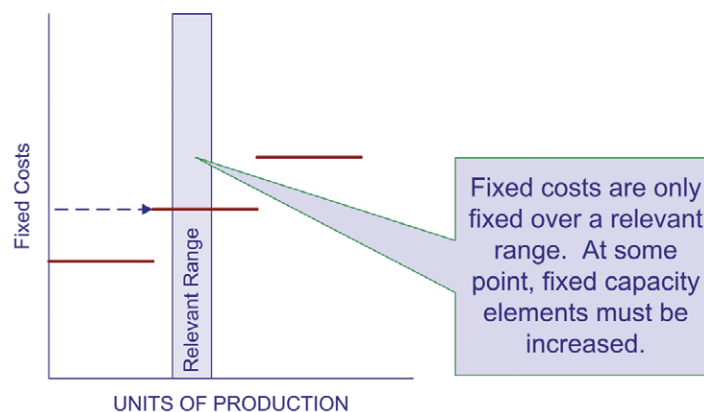 Fixed Costs
Relevant Range
UNITS OF PRODUCTION
Fixed costs are only
fixed over a relevant
range. At some
point, fixed capacity
elements must be
increased.